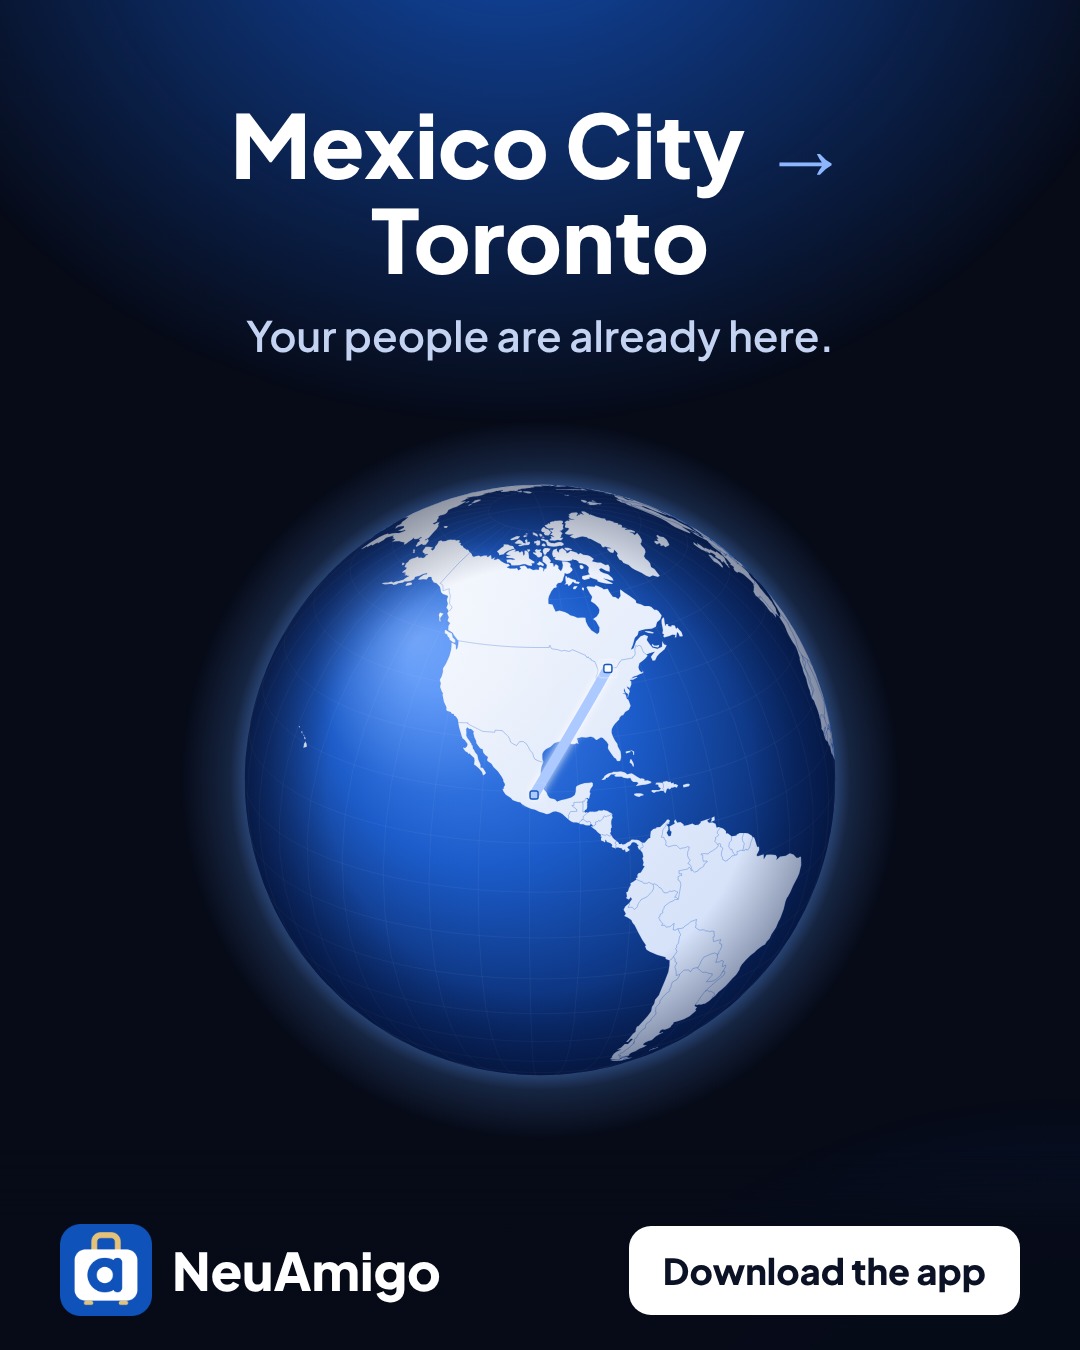 Mexico City →
Toronto
Your people are already here.
a
NeuAmigo
Download the app